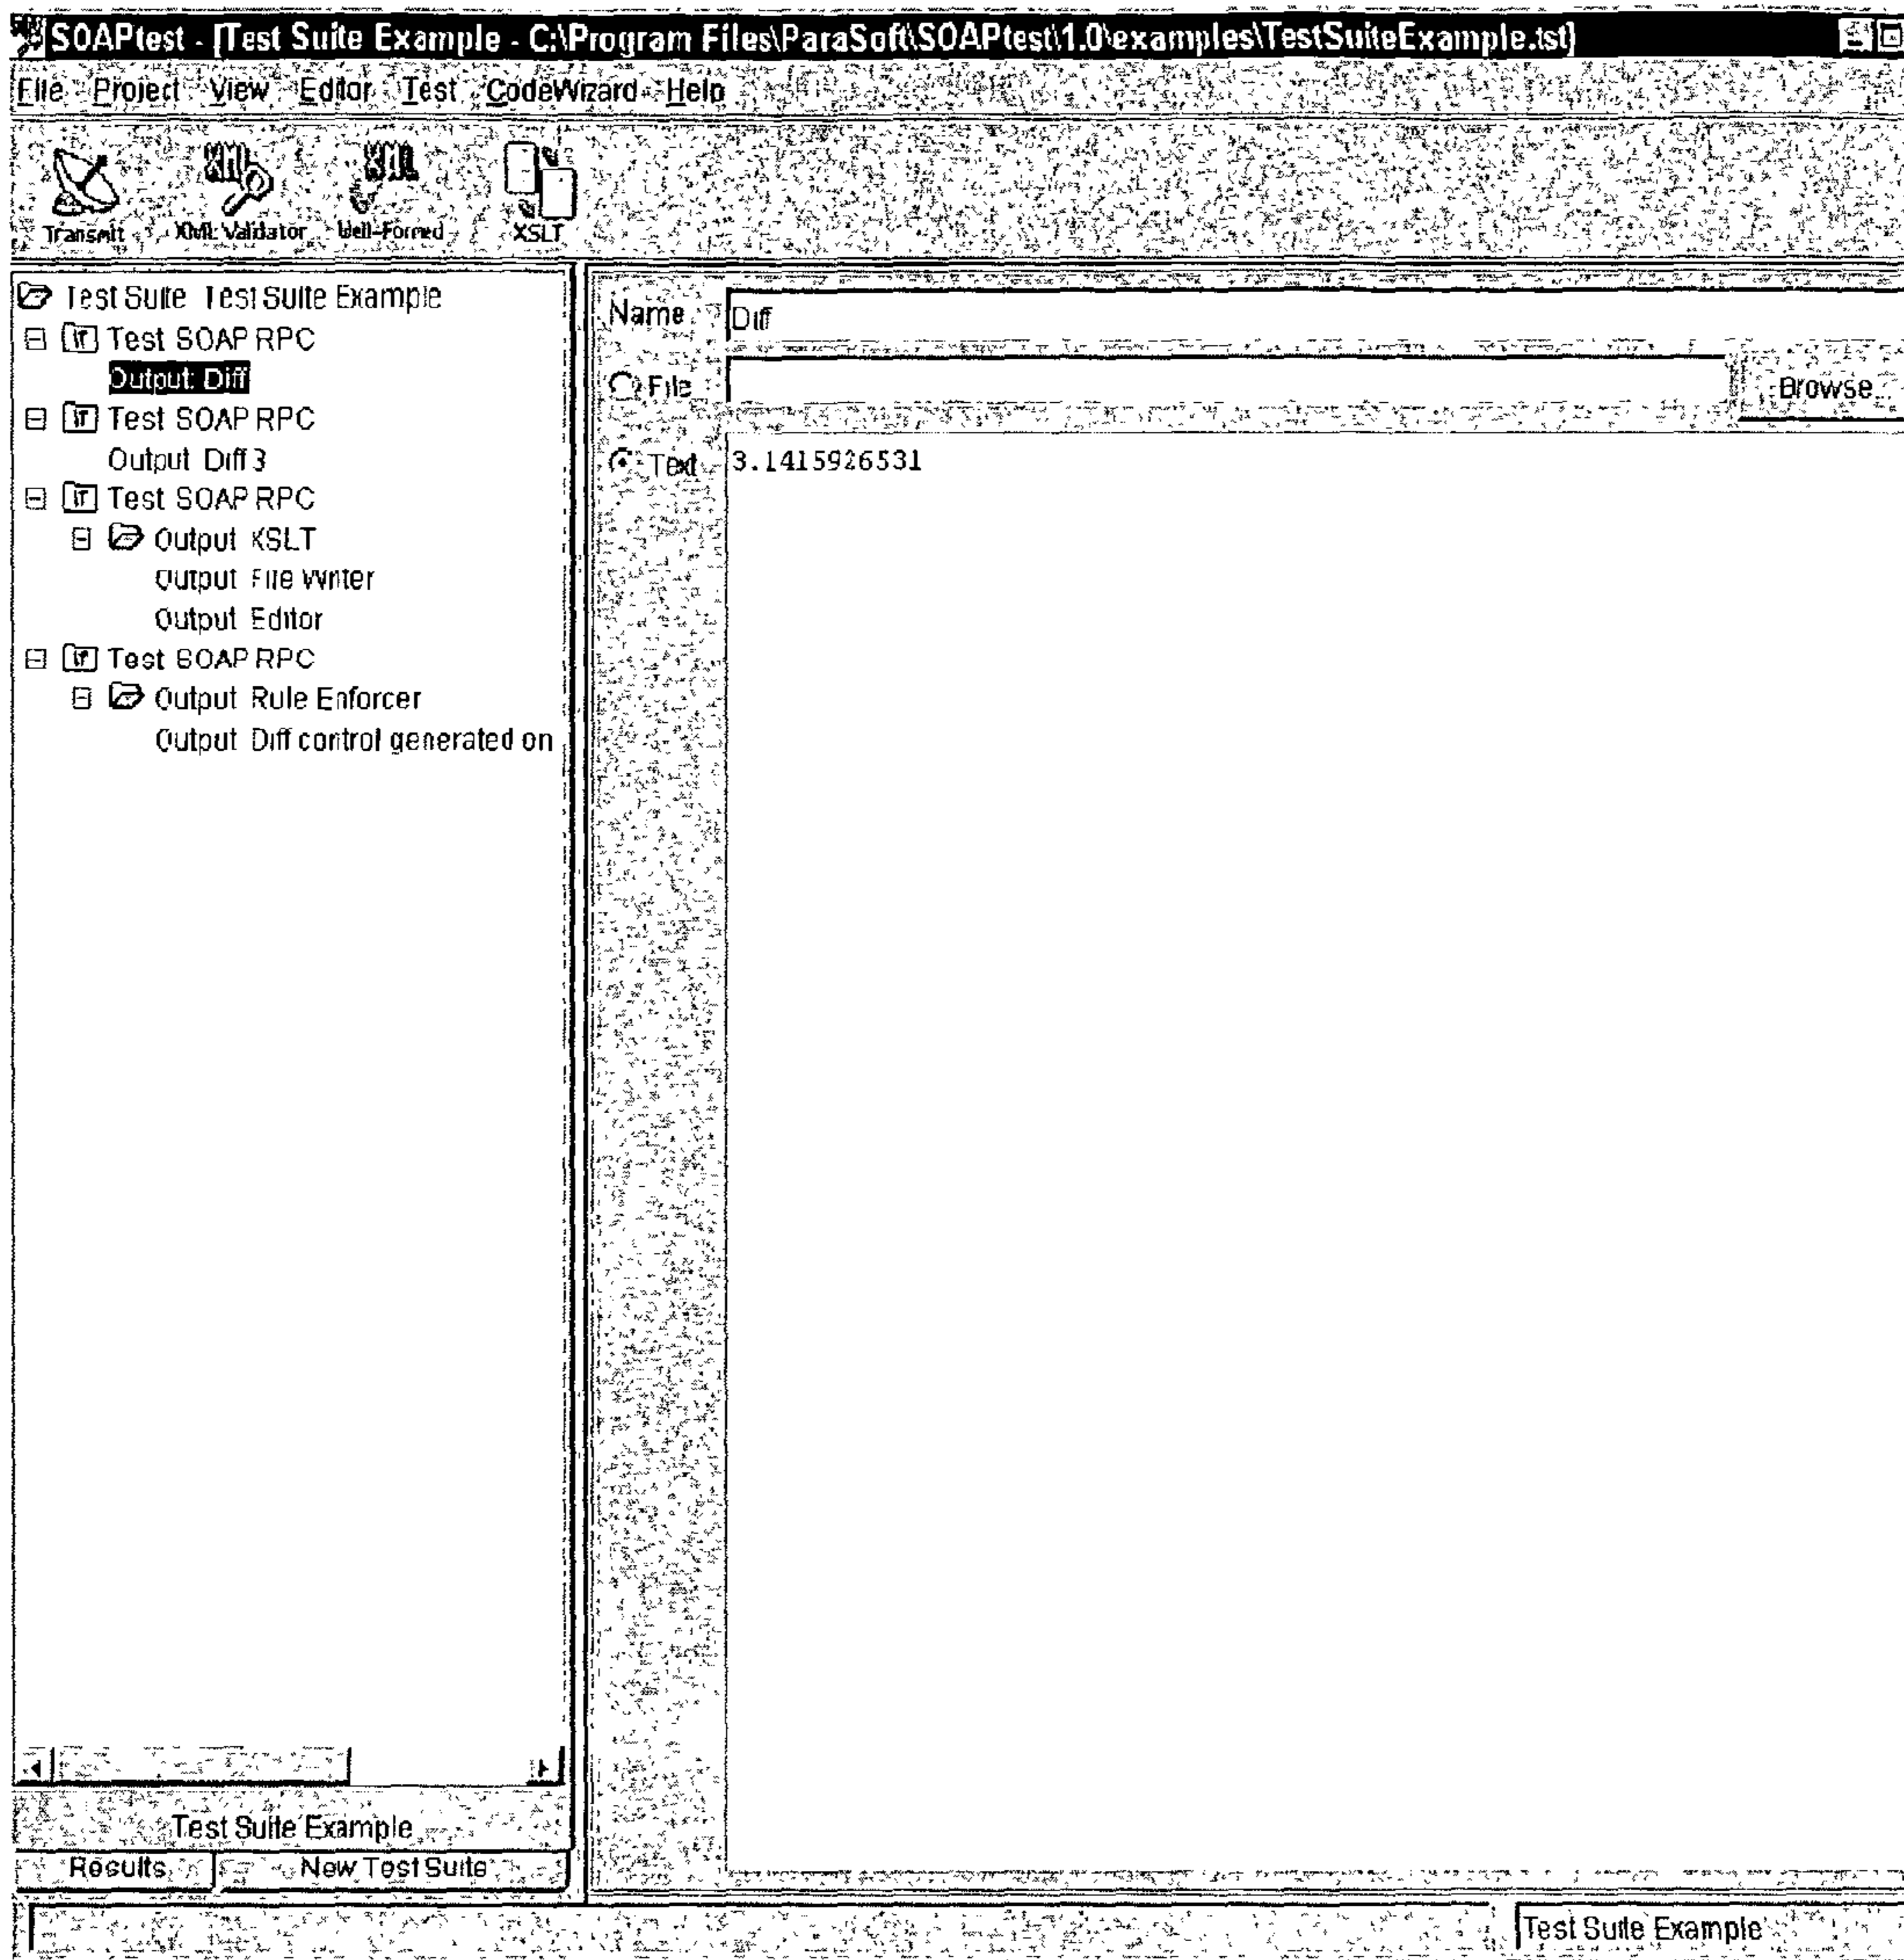 SOAPtest - [Test Suite Example - C:\Program Files\ParaSoft\SOAPtest\1.0\examples\TestSuiteExample.tst]
File Project View Editor Test CodeWizard Help
XML XML
Transmit XML Validator Well-Formed XSLT
Test Suite Test Suite Example
Test SOAP RPC
Output: Diff
Test SOAP RPC
Output Diff 3
Test SOAP RPC
Output XSLT
Output File Writer
Output Editor
Test SOAP RPC
Output Rule Enforcer
Output Diff control generated on
Name Diff
File Browse...
Text 3.1415926531
Test Suite Example
Results New Test Suite
Test Suite Example